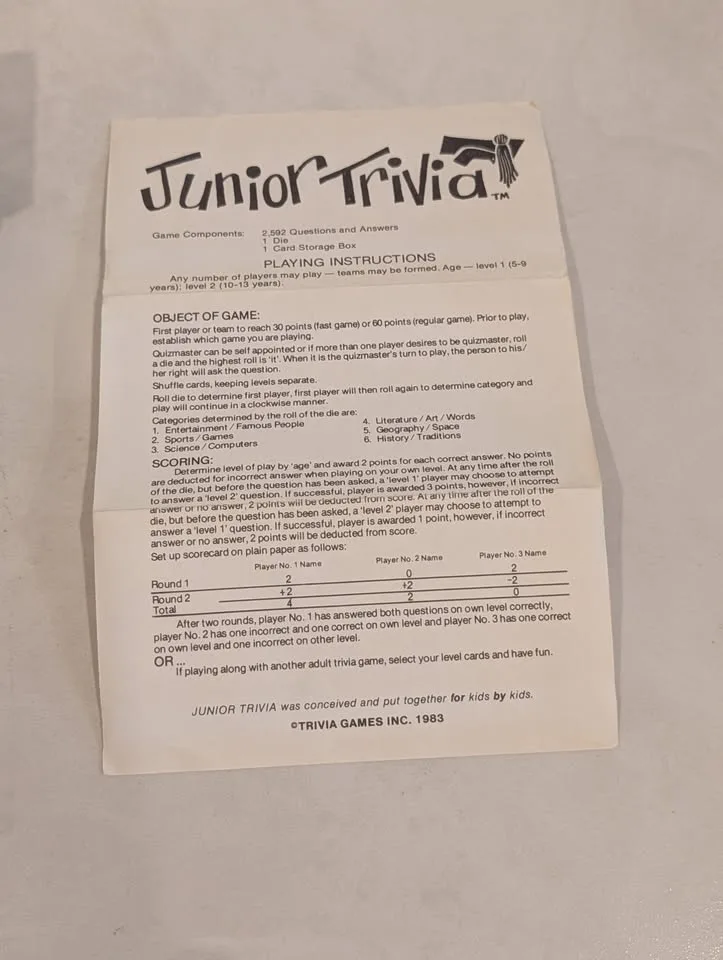 Junior Trivia TM
Game Components: 2,592 Questions and Answers
1 Die
1 Card Storage Box
PLAYING INSTRUCTIONS
Any number of players may play — teams may be formed. Age — level 1 (5-9
years); level 2 (10-13 years).
OBJECT OF GAME:
First player or team to reach 30 points (fast game) or 60 points (regular game). Prior to play,
establish which game you are playing.
Quizmaster can be self appointed or if more than one player desires to be quizmaster, roll
a die and the highest roll is 'it'. When it is the quizmaster's turn to play, the person to his/
her right will ask the question.
Shuffle cards, keeping levels separate.
Roll die to determine first player, first player will then roll again to determine category and
play will continue in a clockwise manner.
Categories determined by the roll of the die are:
1. Entertainment / Famous People
2. Sports / Games
3. Science / Computers
4. Literature / Art / Words
5. Geography / Space
6. History / Traditions
SCORING:
Determine level of play by 'age' and award 2 points for each correct answer. No points
are deducted for incorrect answer when playing on your own level. At any time after the roll
of the die, but before the question has been asked, a 'level 1' player may choose to attempt
to answer a 'level 2' question. If successful, player is awarded 3 points, however, if incorrect
answer or no answer, 2 points will be deducted from score. At any time after the roll of the
die, but before the question has been asked, a 'level 2' player may choose to attempt to
answer a 'level 1' question. If successful, player is awarded 1 point, however, if incorrect
answer or no answer, 2 points will be deducted from score.
Set up scorecard on plain paper as follows:
Player No. 1 Name Player No. 2 Name Player No. 3 Name
Round 1 2 0 2
Round 2 +2 +2 -2
Total 4 2 0
After two rounds, player No. 1 has answered both questions on own level correctly,
player No. 2 has one incorrect and one correct on own level and player No. 3 has one correct
on own level and one incorrect on other level.
OR ...
If playing along with another adult trivia game, select your level cards and have fun.
JUNIOR TRIVIA was conceived and put together for kids by kids.
©TRIVIA GAMES INC. 1983